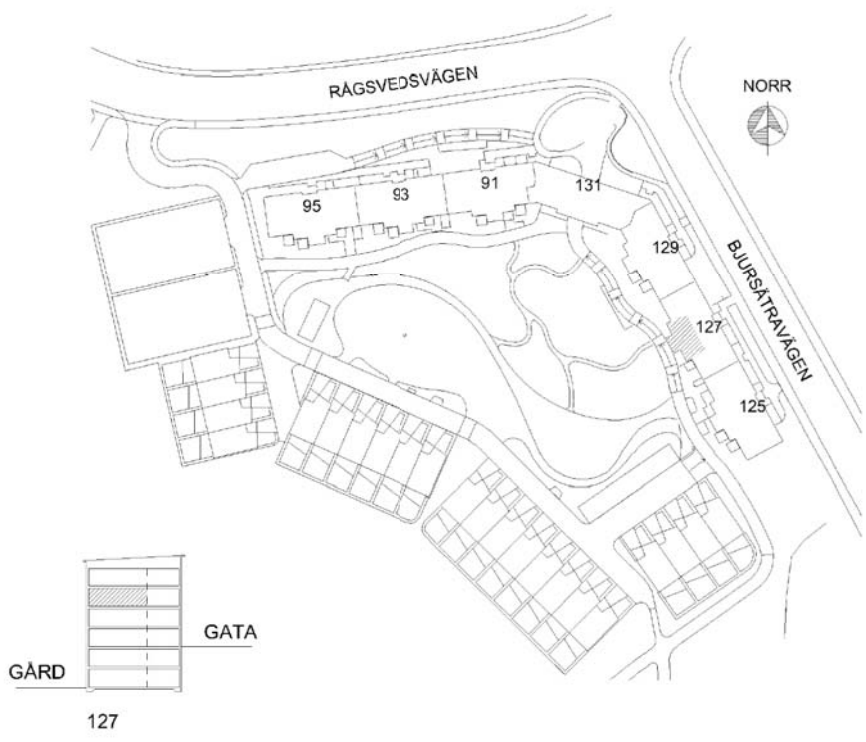 RÅGSVEDSVÄGEN
NORR
95
93
91
131
129
127
125
BJURSÄTRAVÄGEN
GATA
GÅRD
127